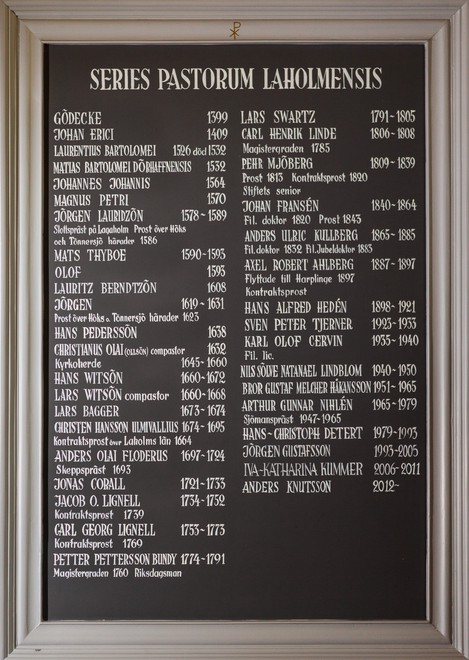 SERIES PASTORUM LAHOLMENSIS
GÖDECKE 1399
JOHAN ERICI 1409
LAURENTIUS BARTOLOMEI 1526 död 1532
MATIAS BARTOLOMEI DÖRHAFFNENSIS 1532
JOHANNES JOHANNIS 1564
MAGNUS PETRI 1570
JÖRGEN LAURIDZÖN 1578~1589
Slottspräst på Lagaholm Prost över Höks
och Tönnersjö härader 1586
MATS THYBOE 1590-1593
OLOF 1593
LAURITZ BERNDTZÖN 1608
JÖRGEN 1619~1631
Prost över Höks o. Tönnersjö härader 1623
HANS PEDERSSÖN 1638
CHRISTIANUS OLAI (OLLSÖN) compastor 1632
Kyrkoherde 1645~1660
HANS WITSÖN 1660-1672
LARS WITSÖN compastor 1660-1668
LARS BAGGER 1673~1674
CHRISTEN HANSSON ULMIVALLIUS 1674~1695
Kontraktsprost över Laholms län 1664
ANDERS OLAI FLODERUS 1697~1724
Skeppspräst 1693
JONAS CORALL 1721~1733
JACOB O. LIGNELL 1734~1752
Kontraktsprost 1739
CARL GEORG LIGNELL 1753~1773
Kontraktsprost 1769
PETTER PETTERSSON BUNDY 1774~1791
Magistergraden 1760 Riksdagsman
LARS SWARTZ 1791~1805
CARL HENRIK LINDE 1806~1808
Magistergraden 1785
PEHR MJÖBERG 1809~1839
Prost 1813 Kontraktsprost 1820
Stiftets senior
JOHAN FRANSÉN 1840~1864
Fil. doktor 1820 Prost 1843
ANDERS ULRIC KULLBERG 1865~1885
Fil. doktor 1832 Fil. Jubeldoktor 1883
AXEL ROBERT AHLBERG 1887~1897
Flyttade till Harplinge 1897
Kontraktsprost
HANS ALFRED HEDÉN 1898~1921
SVEN PETER TJERNER 1923-1933
KARL OLOF CERVIN 1935~1940
Fil. lic.
NILS SÖLVE NATANAEL LINDBLOM 1940-1950
BROR GUSTAF MELCHER HÅKANSSON 1951~1965
ARTHUR GUNNAR NIHLÉN 1965~1979
Sjömanspräst 1947-1965
HANS-CHRISTOPH DETERT 1979-1993
JÖRGEN GUSTAFSSON 1993-2005
IVA-KATHARINA KUMMER 2006-2011
ANDERS KNUTSSON 2012~